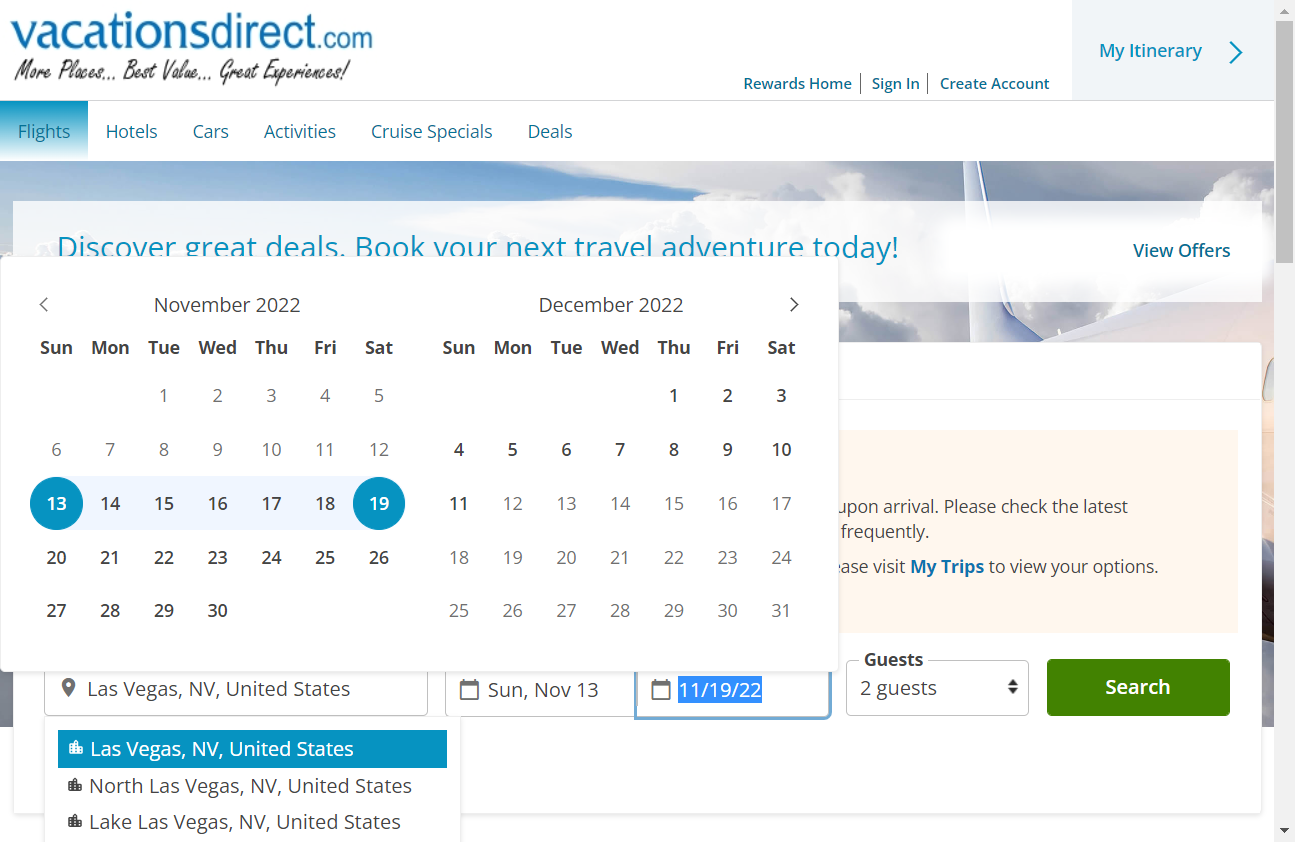 vacationsdirect.com
More Places... Best Value... Great Experiences!
Rewards Home
Sign In
Create Account
My Itinerary
Flights
Hotels
Cars
Activities
Cruise Specials
Deals
Discover great deals. Book your next travel adventure today!
View Offers
November 2022
Sun Mon Tue Wed Thu Fri Sat
1 2 3 4 5
6 7 8 9 10 11 12
13 14 15 16 17 18 19
20 21 22 23 24 25 26
27 28 29 30
December 2022
Sun Mon Tue Wed Thu Fri Sat
1 2 3
4 5 6 7 8 9 10
11 12 13 14 15 16 17
18 19 20 21 22 23 24
25 26 27 28 29 30 31
upon arrival. Please check the latest
frequently.
ease visit My Trips to view your options.
Las Vegas, NV, United States
Sun, Nov 13
11/19/22
Guests
2 guests
Search
Las Vegas, NV, United States
North Las Vegas, NV, United States
Lake Las Vegas, NV, United States